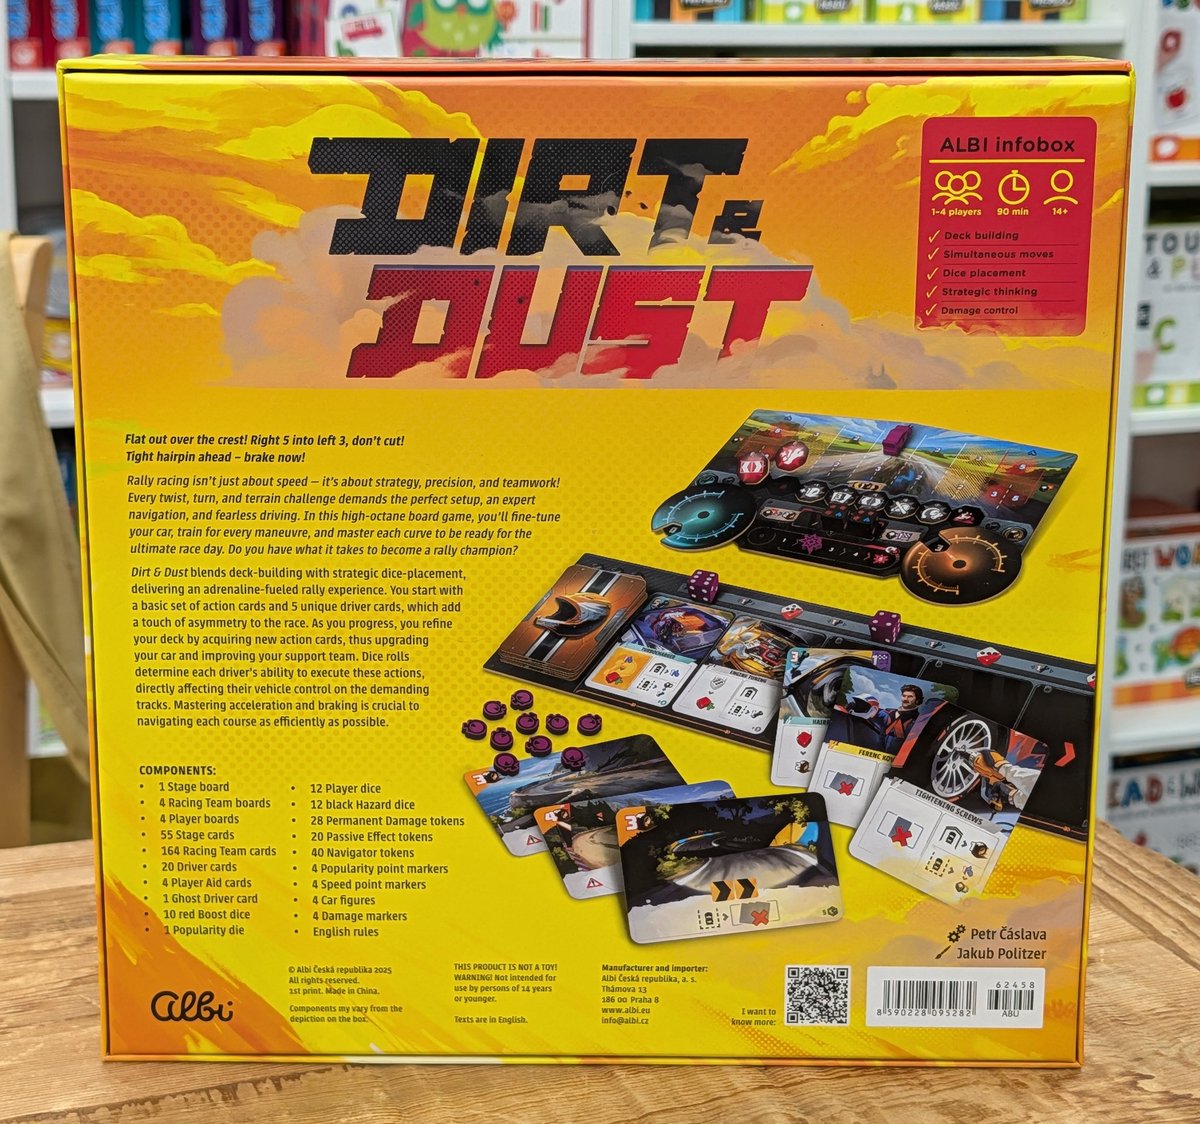 DIRT &
DUST
ALBI infobox
1-4 players 90 min 14+
Deck building
Simultaneous moves
Dice placement
Strategic thinking
Damage control
Flat out over the crest! Right 5 into left 3, don't cut!
Tight hairpin ahead – brake now!
Rally racing isn't just about speed – it's about strategy, precision, and teamwork!
Every twist, turn, and terrain challenge demands the perfect setup, an expert
navigation, and fearless driving. In this high-octane board game, you'll fine-tune
your car, train for every maneuvre, and master each curve to be ready for the
ultimate race day. Do you have what it takes to become a rally champion?
Dirt & Dust blends deck-building with strategic dice-placement,
delivering an adrenaline-fueled rally experience. You start with
a basic set of action cards and 5 unique driver cards, which add
a touch of asymmetry to the race. As you progress, you refine
your deck by acquiring new action cards, thus upgrading
your car and improving your support team. Dice rolls
determine each driver's ability to execute these actions,
directly affecting their vehicle control on the demanding
tracks. Mastering acceleration and braking is crucial to
navigating each course as efficiently as possible.
TURBOCHARGER
ENGINE TUNING
HAIR
FERENC KOV
TIGHTENING SCREWS
COMPONENTS:
• 1 Stage board
• 4 Racing Team boards
• 4 Player boards
• 55 Stage cards
• 164 Racing Team cards
• 20 Driver cards
• 4 Player Aid cards
• 1 Ghost Driver card
• 10 red Boost dice
• 1 Popularity die
• 12 Player dice
• 12 black Hazard dice
• 28 Permanent Damage tokens
• 20 Passive Effect tokens
• 40 Navigator tokens
• 4 Popularity point markers
• 4 Speed point markers
• 4 Car figures
• 4 Damage markers
• English rules
Petr Čáslava
Jakub Politzer
Albi
© Albi Česká republika 2025
All rights reserved.
1st print. Made in China.
Components my vary from the
depiction on the box.
THIS PRODUCT IS NOT A TOY!
WARNING! Not intended for
use by persons of 14 years
or younger.
Texts are in English.
Manufacturer and importer:
Albi Česká republika, a. s.
Thámova 13
186 00 Praha 8
www.albi.eu
info@albi.cz
I want to
know more:
8 590228 095282
62458
ABU